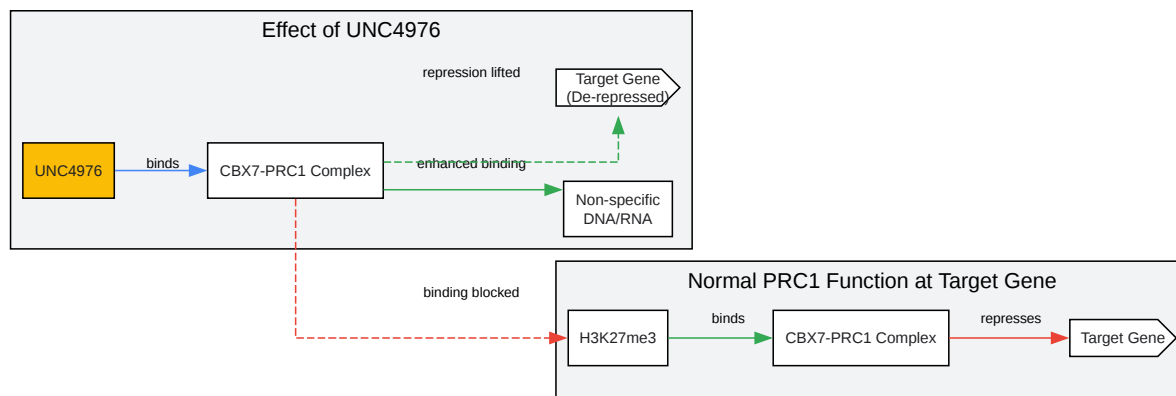 Effect of UNC4976
repression lifted
Target Gene
(De-repressed)
UNC4976
binds
CBX7-PRC1 Complex
enhanced binding
Non-specific
DNA/RNA
binding blocked
Normal PRC1 Function at Target Gene
H3K27me3
binds
CBX7-PRC1 Complex
represses
Target Gene